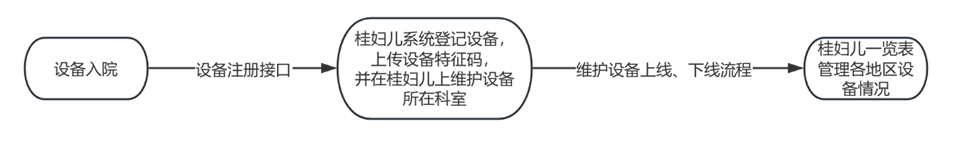 设备入院
设备注册接口
桂妇儿系统登记设备，
上传设备特征码，
并在桂妇儿上维护设备
所在科室
维护设备上线、下线流程
桂妇儿一览表
管理各地区设
备情况